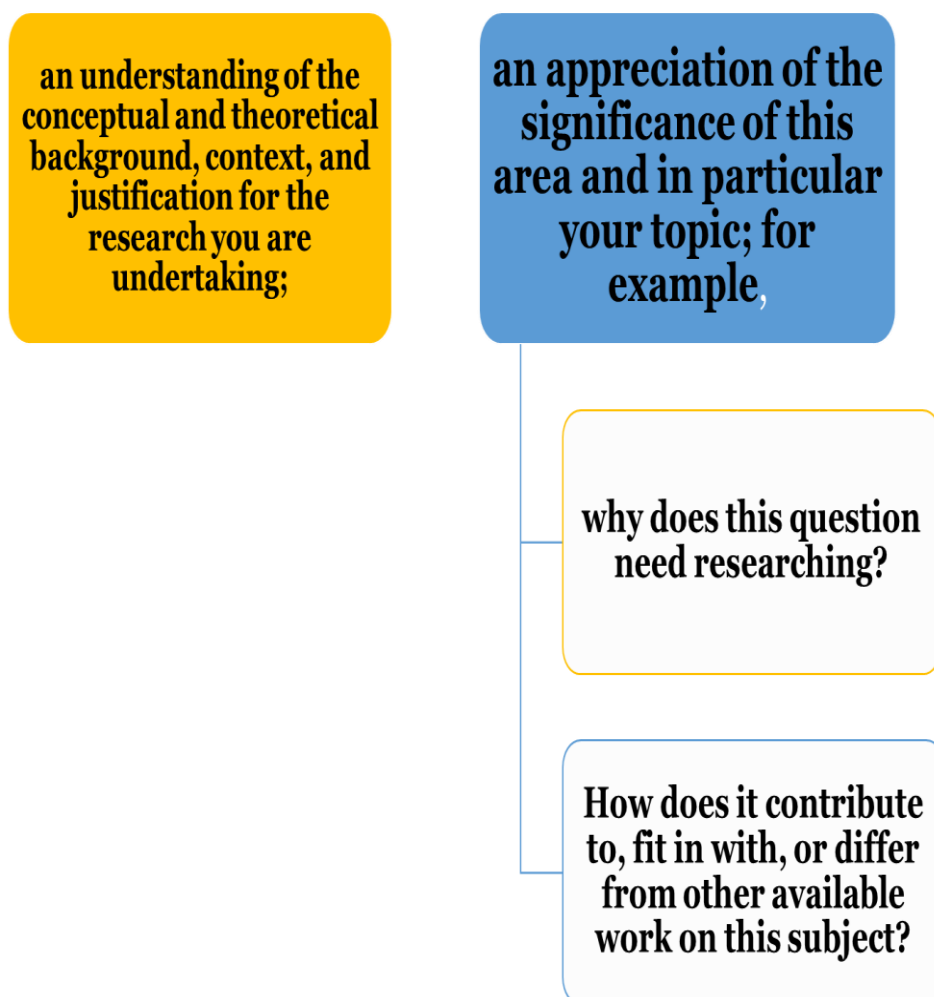 an understanding of the
conceptual and theoretical
background, context, and
justification for the
research you are
undertaking;
an appreciation of the
significance of this
area and in particular
your topic; for
example,
why does this question
need researching?
How does it contribute
to, fit in with, or differ
from other available
work on this subject?